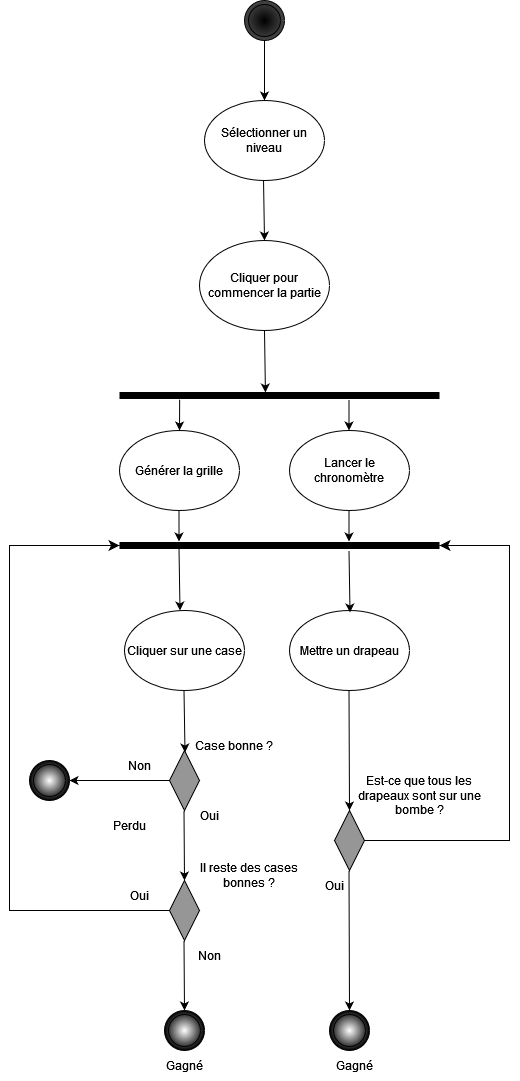 Sélectionner un
niveau
Cliquer pour
commencer la partie
Générer la grille
Lancer le
chronomètre
Cliquer sur une case
Mettre un drapeau
Case bonne ?
Non
Oui
Perdu
Est-ce que tous les
drapeaux sont sur une
bombe ?
Il reste des cases
bonnes ?
Oui
Oui
Non
Gagné
Gagné